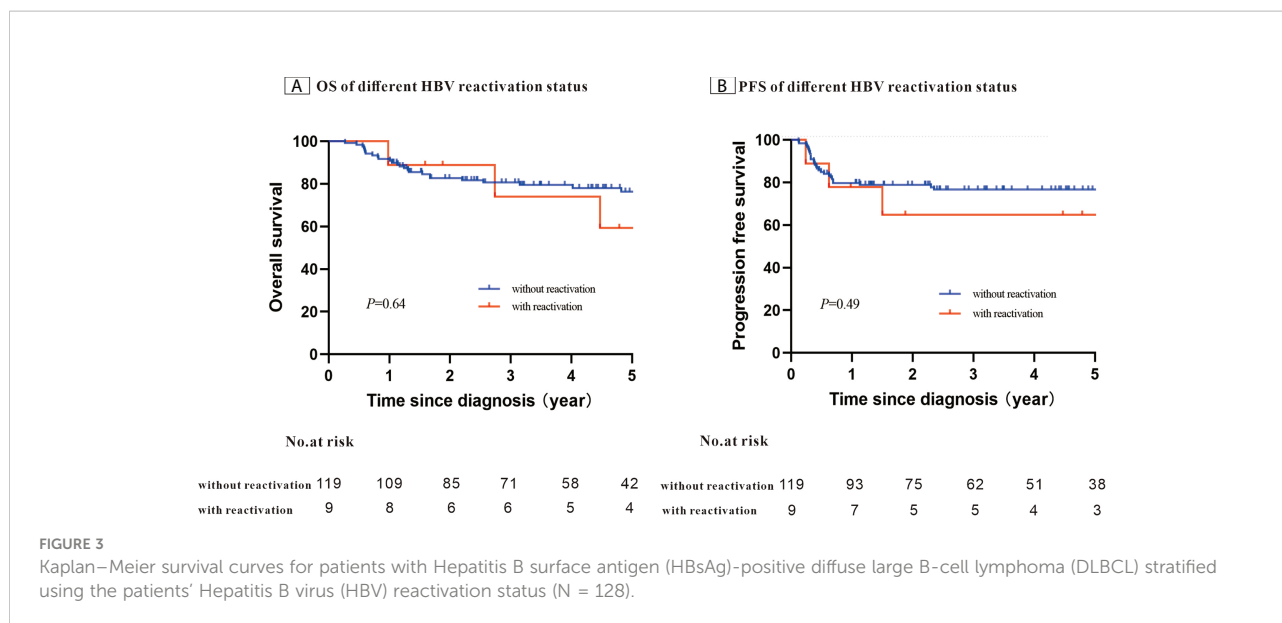 A OS of different HBV reactivation status
Overall survival
100
80
60
40
20
0
P=0.64
without reactivation
with reactivation
0 1 2 3 4 5
Time since diagnosis (year)
No.at risk
without reactivation 119 109 85 71 58 42
with reactivation 9 8 6 6 5 4
B PFS of different HBV reactivation status
Progression free survival
100
80
60
40
20
0
P=0.49
without reactivation
with reactivation
0 1 2 3 4 5
Time since diagnosis (year)
No.at risk
without reactivation 119 93 75 62 51 38
with reactivation 9 7 5 5 4 3
FIGURE 3
Kaplan–Meier survival curves for patients with Hepatitis B surface antigen (HBsAg)-positive diffuse large B-cell lymphoma (DLBCL) stratified
using the patients’ Hepatitis B virus (HBV) reactivation status (N = 128).